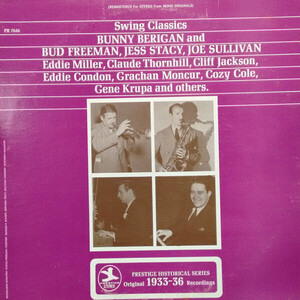 (REMASTERED For STEREO From MONO ORIGINALS)
PR 7646
Swing Classics
BUNNY BERIGAN and
BUD FREEMAN, JESS STACY, JOE SULLIVAN
Eddie Miller, Claude Thornhill, Cliff Jackson,
Eddie Condon, Grachan Moncur, Cozy Cole,
Gene Krupa and others.
PRESTIGE HISTORICAL SERIES
Original 1933-36 Recordings